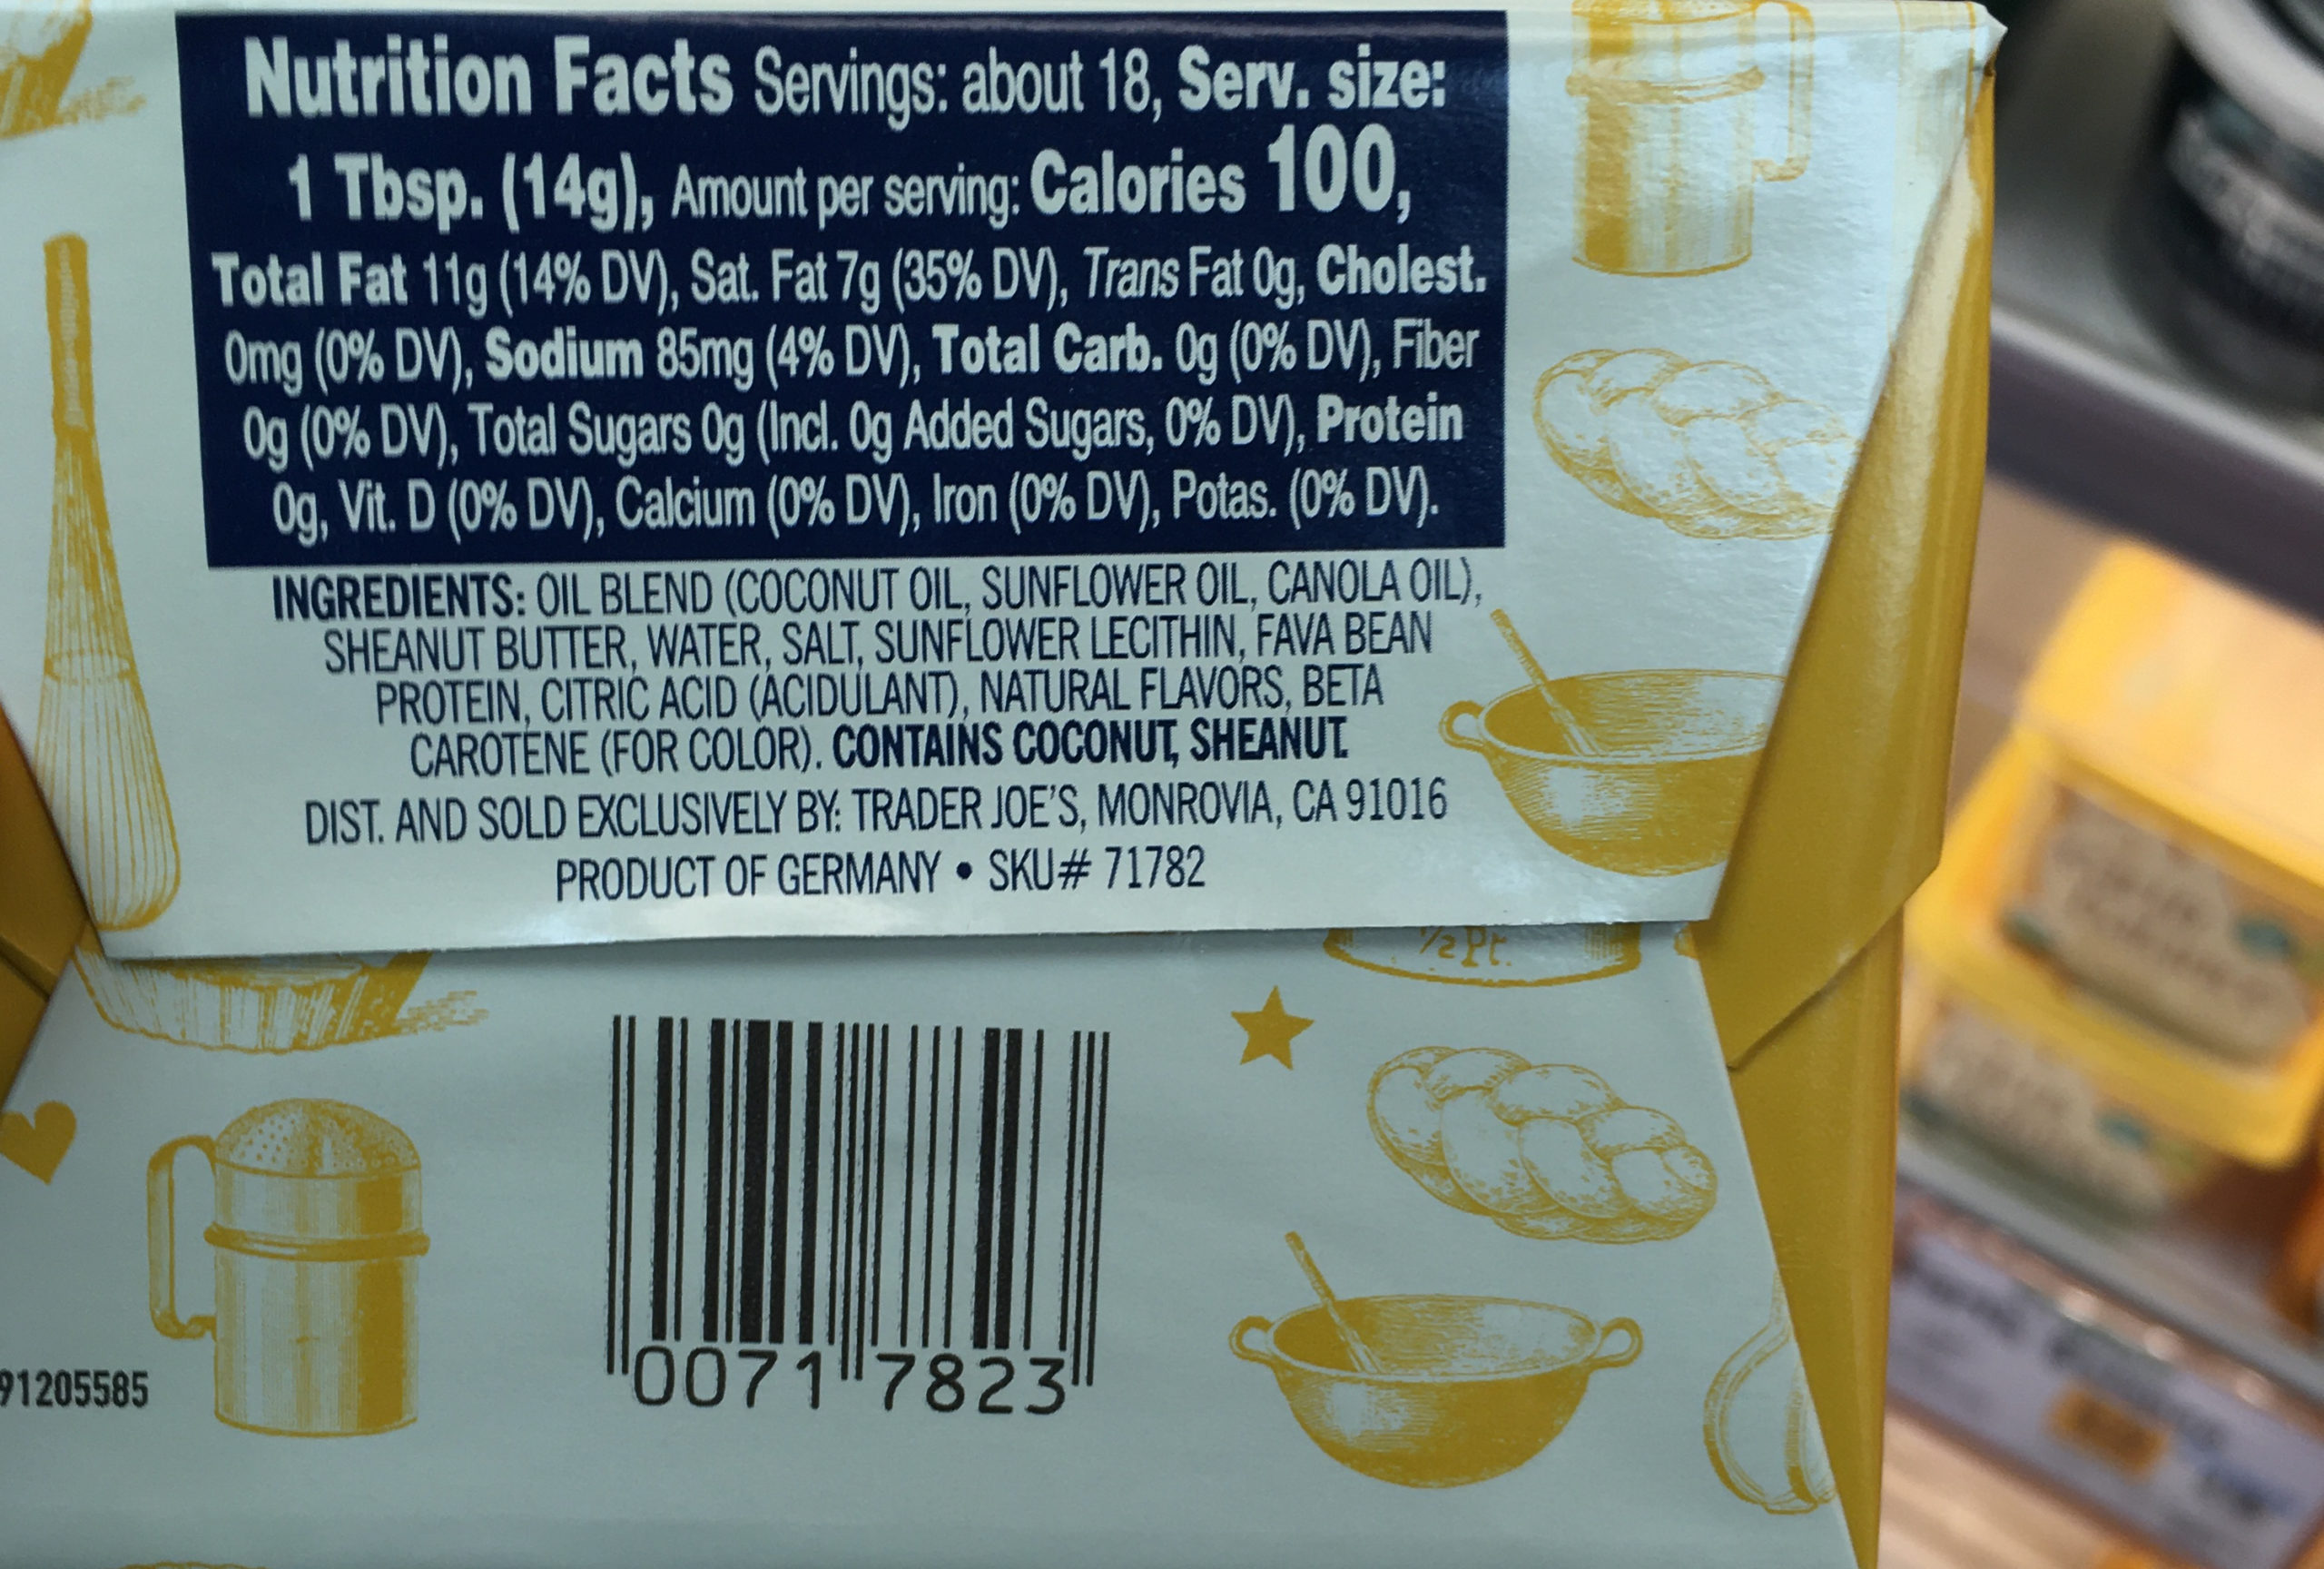 Nutrition Facts Servings: about 18, Serv. size:
1 Tbsp. (14g), Amount per serving: Calories 100,
Total Fat 11g (14% DV), Sat. Fat 7g (35% DV), Trans Fat 0g, Cholest.
0mg (0% DV), Sodium 85mg (4% DV), Total Carb. 0g (0% DV), Fiber
0g (0% DV), Total Sugars 0g (Incl. 0g Added Sugars, 0% DV), Protein
0g, Vit. D (0% DV), Calcium (0% DV), Iron (0% DV), Potas. (0% DV).
INGREDIENTS: OIL BLEND (COCONUT OIL, SUNFLOWER OIL, CANOLA OIL),
SHEANUT BUTTER, WATER, SALT, SUNFLOWER LECITHIN, FAVA BEAN
PROTEIN, CITRIC ACID (ACIDULANT), NATURAL FLAVORS, BETA
CAROTENE (FOR COLOR). CONTAINS COCONUT, SHEANUT.
DIST. AND SOLD EXCLUSIVELY BY: TRADER JOE'S, MONROVIA, CA 91016
PRODUCT OF GERMANY • SKU# 71782
1/2 Pt.
0071 7823
91205585